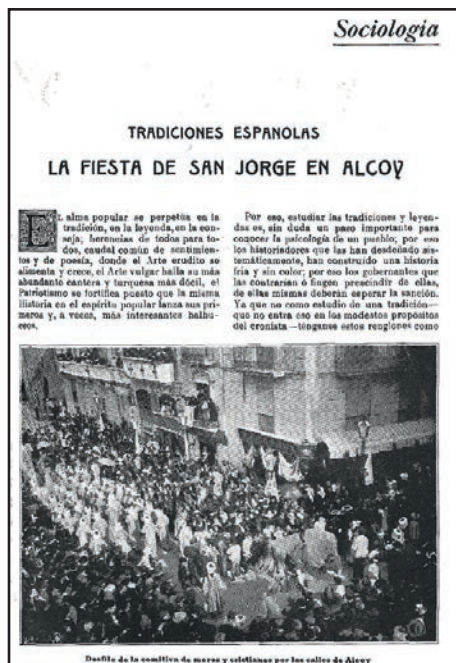 Sociologia
TRADICIONES ESPAÑOLAS
LA FIESTA DE SAN JORGE EN ALCOY
EL alma popular se perpetúa en la
tradición, en la leyenda, en la con-
seja; herencias de todos para to-
dos, caudal común de sentimien-
tos y de poesía, donde el Arte erudito se
alimenta y crece, el Arte vulgar halla su más
abundante cantera y turquesa más dócil, el
Patriotismo se fortifica puesto que la misma
Historia en el espíritu popular lanza sus pri-
meros y, a veces, más interesantes balbu-
ceos.
Por eso, estudiar las tradiciones y leyen-
das es, sin duda un paso importante para
conocer la psicología de un pueblo; por eso
los historiadores que las han desdeñado sis-
temáticamente, han construído una historia
fría y sin color; por eso los gobernantes que
las contrarían ó fingen prescindir de ellas,
de ellas mismas deberán esperar la sanción.
Ya que no como estudio de una tradición—
que no entra eso en los modestos propósitos
del cronista—ténganse estos renglones como
Desfile de la comitiva de moros y cristianos por las calles de Alcoy